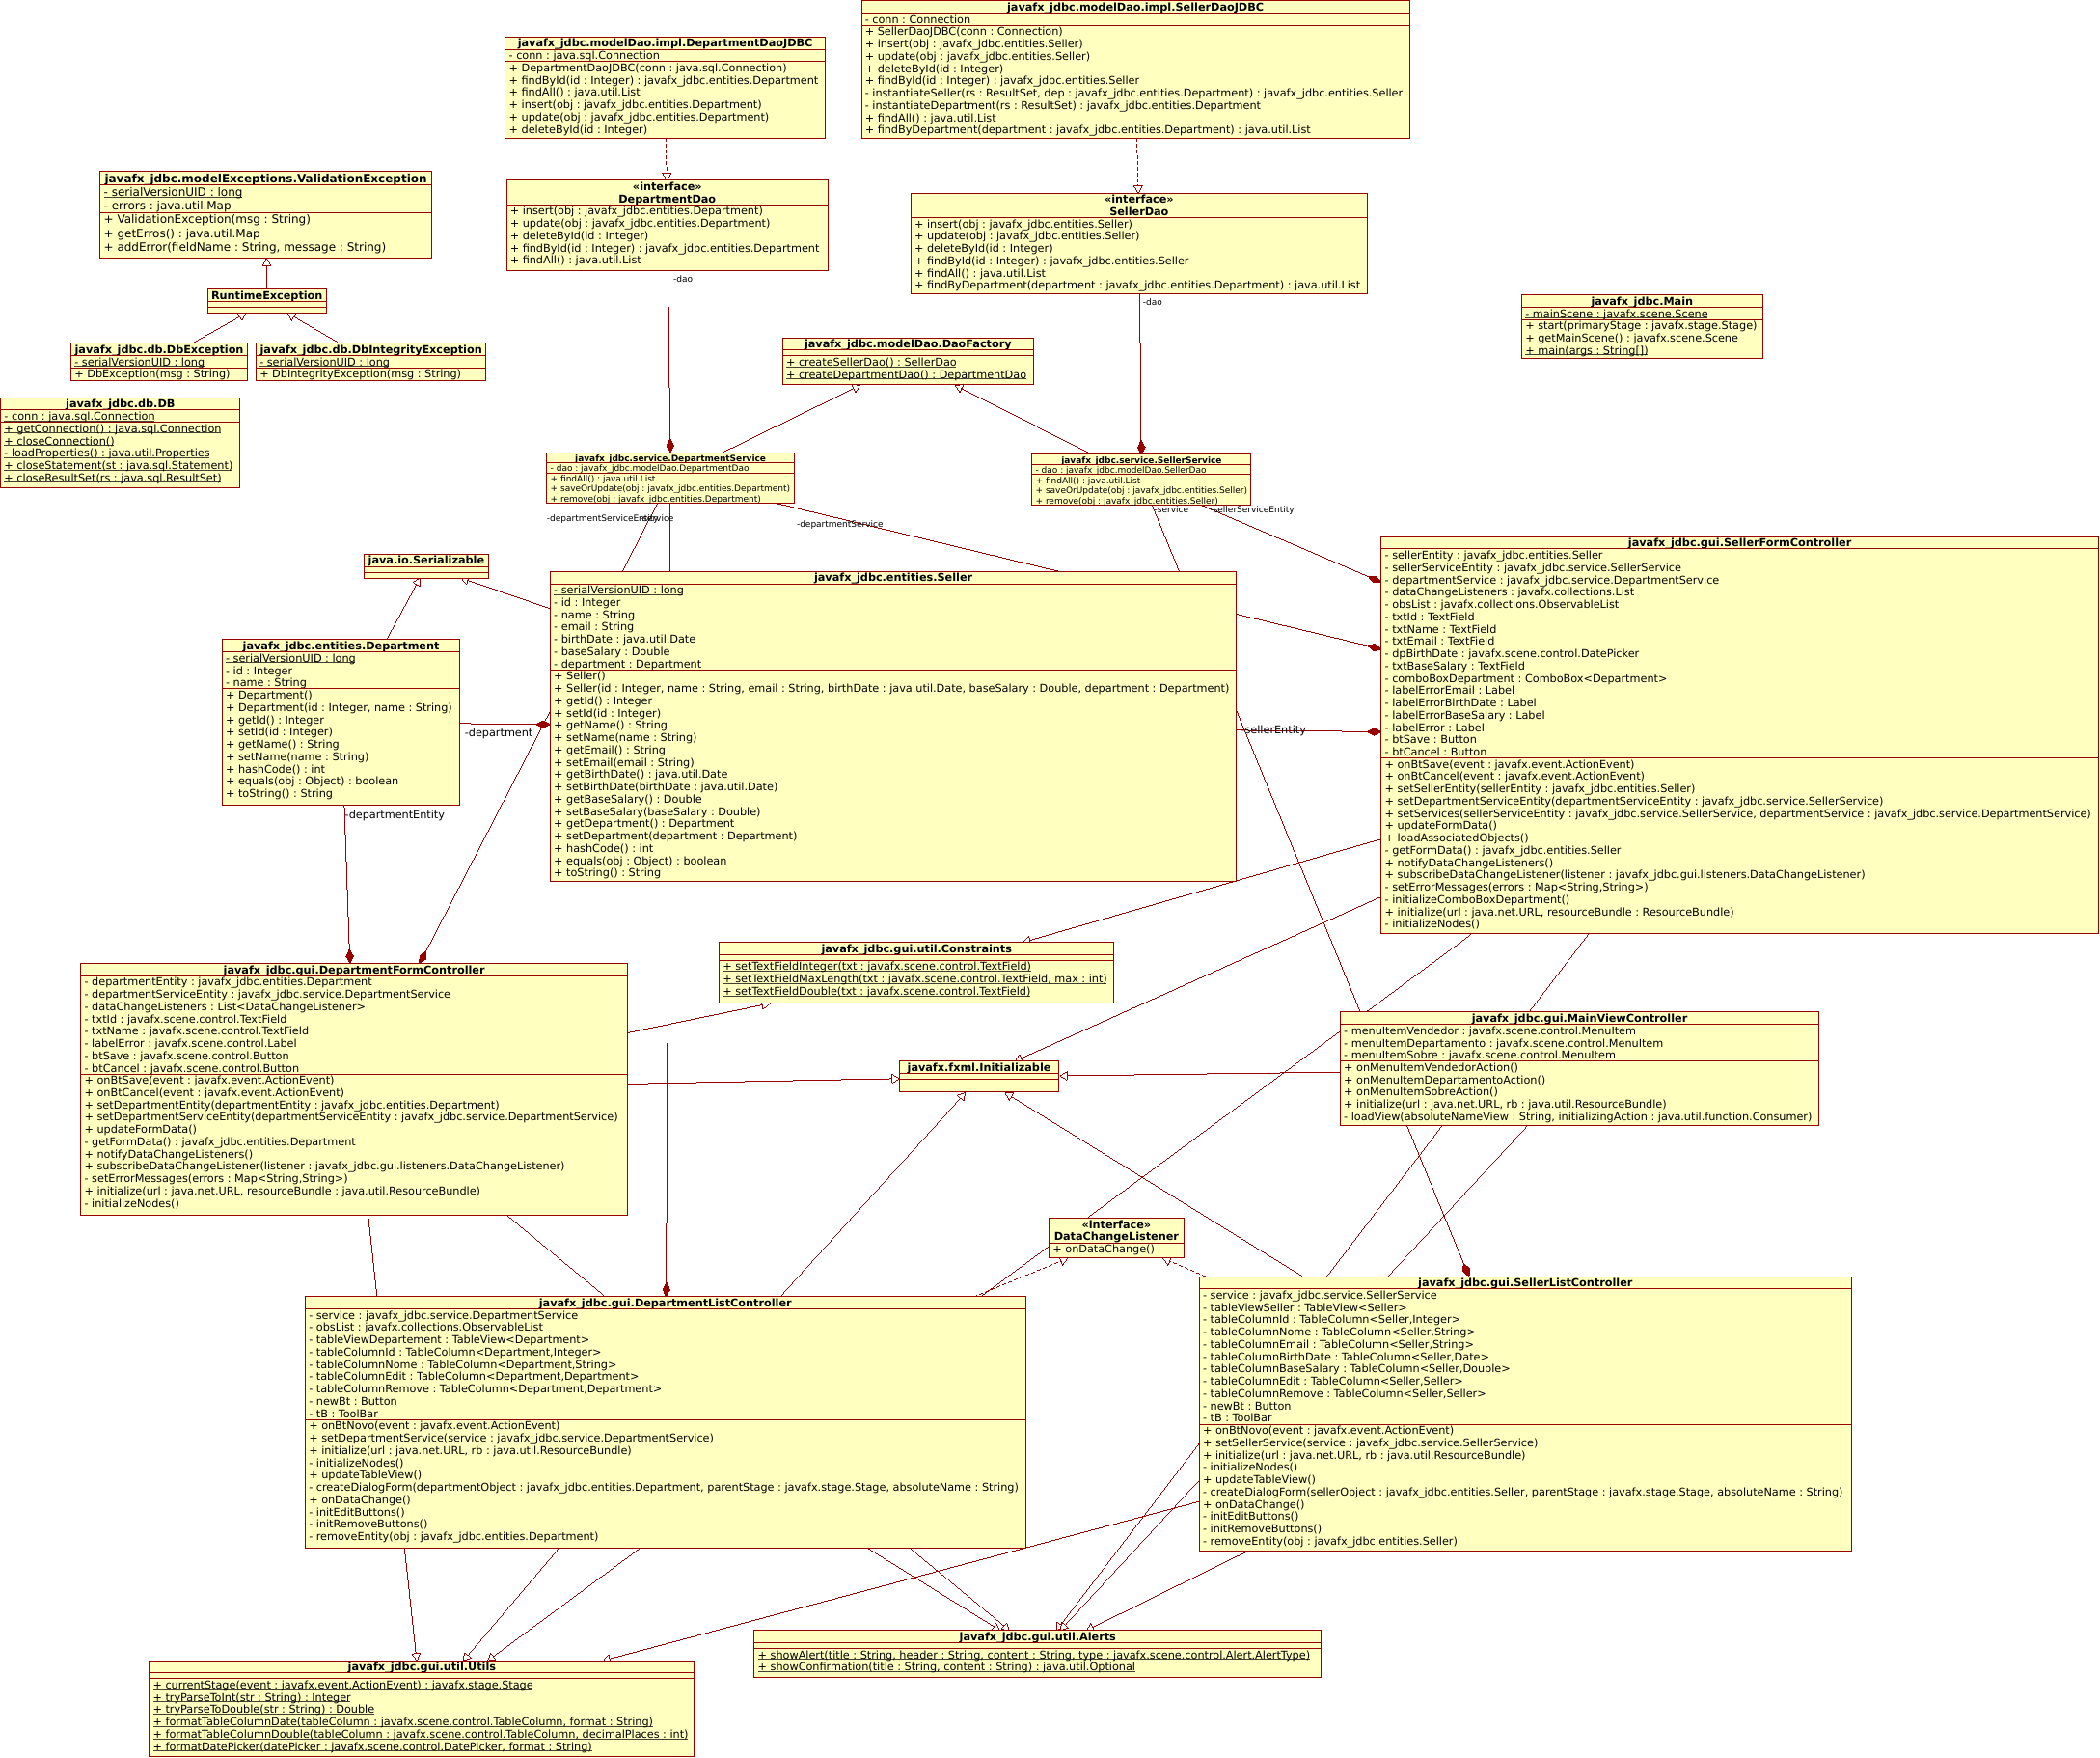 javafx_jdbc.modelDao.impl.SellerDaoJDBC
- conn : Connection
+ SellerDaoJDBC(conn : Connection)
+ insert(obj : javafx_jdbc.entities.Seller)
+ update(obj : javafx_jdbc.entities.Seller)
+ deleteById(id : Integer)
+ findById(id : Integer) : javafx_jdbc.entities.Seller
- instantiateSeller(rs : ResultSet, dep : javafx_jdbc.entities.Department) : javafx_jdbc.entities.Seller
- instantiateDepartment(rs : ResultSet) : javafx_jdbc.entities.Department
+ findAll() : java.util.List
+ findByDepartment(department : javafx_jdbc.entities.Department) : java.util.List
javafx_jdbc.modelDao.impl.DepartmentDaoJDBC
- conn : java.sql.Connection
+ DepartmentDaoJDBC(conn : java.sql.Connection)
+ findById(id : Integer) : javafx_jdbc.entities.Department
+ findAll() : java.util.List
+ insert(obj : javafx_jdbc.entities.Department)
+ update(obj : javafx_jdbc.entities.Department)
+ deleteById(id : Integer)
javafx_jdbc.modelExceptions.ValidationException
- serialVersionUID : long
- errors : java.util.Map
+ ValidationException(msg : String)
+ getErros() : java.util.Map
+ addError(fieldName : String, message : String)
«interface»
DepartmentDao
+ insert(obj : javafx_jdbc.entities.Department)
+ update(obj : javafx_jdbc.entities.Department)
+ deleteById(id : Integer)
+ findById(id : Integer) : javafx_jdbc.entities.Department
+ findAll() : java.util.List
-dao
«interface»
SellerDao
+ insert(obj : javafx_jdbc.entities.Seller)
+ update(obj : javafx_jdbc.entities.Seller)
+ deleteById(id : Integer)
+ findById(id : Integer) : javafx_jdbc.entities.Seller
+ findAll() : java.util.List
+ findByDepartment(department : javafx_jdbc.entities.Department) : java.util.List
-dao
RuntimeException
javafx_jdbc.Main
- mainScene : javafx.scene.Scene
+ start(primaryStage : javafx.stage.Stage)
+ getMainScene() : javafx.scene.Scene
+ main(args : String[])
javafx_jdbc.db.DbException
- serialVersionUID : long
+ DbException(msg : String)
javafx_jdbc.db.DbIntegrityException
- serialVersionUID : long
+ DbIntegrityException(msg : String)
javafx_jdbc.modelDao.DaoFactory
+ createSellerDao() : SellerDao
+ createDepartmentDao() : DepartmentDao
javafx_jdbc.db.DB
- conn : java.sql.Connection
+ getConnection() : java.sql.Connection
+ closeConnection()
- loadProperties() : java.util.Properties
+ closeStatement(st : java.sql.Statement)
+ closeResultSet(rs : java.sql.ResultSet)
javafx_jdbc.service.DepartmentService
- dao : javafx_jdbc.modelDao.DepartmentDao
+ findAll() : java.util.List
+ saveOrUpdate(obj : javafx_jdbc.entities.Department)
+ remove(obj : javafx_jdbc.entities.Department)
-departmentServiceEntity
-service
-departmentService
javafx_jdbc.service.SellerService
- dao : javafx_jdbc.modelDao.SellerDao
+ findAll() : java.util.List
+ saveOrUpdate(obj : javafx_jdbc.entities.Seller)
+ remove(obj : javafx_jdbc.entities.Seller)
-service
-sellerServiceEntity
java.io.Serializable
javafx_jdbc.gui.SellerFormController
- sellerEntity : javafx_jdbc.entities.Seller
- sellerServiceEntity : javafx_jdbc.service.SellerService
- departmentService : javafx_jdbc.service.DepartmentService
- dataChangeListeners : javafx.collections.List
- obsList : javafx.collections.ObservableList
- txtId : TextField
- txtName : TextField
- txtEmail : TextField
- dpBirthDate : javafx.scene.control.DatePicker
- txtBaseSalary : TextField
- comboBoxDepartment : ComboBox<Department>
- labelErrorEmail : Label
- labelErrorBirthDate : Label
- labelErrorBaseSalary : Label
- labelError : Label
- btSave : Button
- btCancel : Button
+ onBtSave(event : javafx.event.ActionEvent)
+ onBtCancel(event : javafx.event.ActionEvent)
+ setSellerEntity(sellerEntity : javafx_jdbc.entities.Seller)
+ setDepartmentServiceEntity(departmentServiceEntity : javafx_jdbc.service.SellerService)
+ setServices(sellerServiceEntity : javafx_jdbc.service.SellerService, departmentService : javafx_jdbc.service.DepartmentService)
+ updateFormData()
+ loadAssociatedObjects()
- getFormData() : javafx_jdbc.entities.Seller
+ notifyDataChangeListeners()
+ subscribeDataChangeListener(listener : javafx_jdbc.gui.listeners.DataChangeListener)
- setErrorMessages(errors : Map<String,String>)
- initializeComboBoxDepartment()
+ initialize(url : java.net.URL, resourceBundle : ResourceBundle)
- initializeNodes()
javafx_jdbc.entities.Seller
- serialVersionUID : long
- id : Integer
- name : String
- email : String
- birthDate : java.util.Date
- baseSalary : Double
- department : Department
+ Seller()
+ Seller(id : Integer, name : String, email : String, birthDate : java.util.Date, baseSalary : Double, department : Department)
+ getId() : Integer
+ setId(id : Integer)
+ getName() : String
+ setName(name : String)
+ getEmail() : String
+ setEmail(email : String)
+ getBirthDate() : java.util.Date
+ setBirthDate(birthDate : java.util.Date)
+ getBaseSalary() : Double
+ setBaseSalary(baseSalary : Double)
+ getDepartment() : Department
+ setDepartment(department : Department)
+ hashCode() : int
+ equals(obj : Object) : boolean
+ toString() : String
-sellerEntity
javafx_jdbc.entities.Department
- serialVersionUID : long
- id : Integer
- name : String
+ Department()
+ Department(id : Integer, name : String)
+ getId() : Integer
+ setId(id : Integer)
+ getName() : String
+ setName(name : String)
+ hashCode() : int
+ equals(obj : Object) : boolean
+ toString() : String
-department
-departmentEntity
javafx_jdbc.gui.util.Constraints
+ setTextFieldInteger(txt : javafx.scene.control.TextField)
+ setTextFieldMaxLength(txt : javafx.scene.control.TextField, max : int)
+ setTextFieldDouble(txt : javafx.scene.control.TextField)
javafx_jdbc.gui.DepartmentFormController
- departmentEntity : javafx_jdbc.entities.Department
- departmentServiceEntity : javafx_jdbc.service.DepartmentService
- dataChangeListeners : List<DataChangeListener>
- txtId : javafx.scene.control.TextField
- txtName : javafx.scene.control.TextField
- labelError : javafx.scene.control.Label
- btSave : javafx.scene.control.Button
- btCancel : javafx.scene.control.Button
+ onBtSave(event : javafx.event.ActionEvent)
+ onBtCancel(event : javafx.event.ActionEvent)
+ setDepartmentEntity(departmentEntity : javafx_jdbc.entities.Department)
+ setDepartmentServiceEntity(departmentServiceEntity : javafx_jdbc.service.DepartmentService)
+ updateFormData()
- getFormData() : javafx_jdbc.entities.Department
+ notifyDataChangeListeners()
+ subscribeDataChangeListener(listener : javafx_jdbc.gui.listeners.DataChangeListener)
- setErrorMessages(errors : Map<String,String>)
+ initialize(url : java.net.URL, resourceBundle : java.util.ResourceBundle)
- initializeNodes()
javafx_jdbc.gui.MainViewController
- menuItemVendedor : javafx.scene.control.MenuItem
- menuItemDepartamento : javafx.scene.control.MenuItem
- menuItemSobre : javafx.scene.control.MenuItem
+ onMenuItemVendedorAction()
+ onMenuItemDepartamentoAction()
+ onMenuItemSobreAction()
+ initialize(url : java.net.URL, rb : java.util.ResourceBundle)
- loadView(absoluteNameView : String, initializingAction : java.util.function.Consumer)
javafx.fxml.Initializable
«interface»
DataChangeListener
+ onDataChange()
javafx_jdbc.gui.DepartmentListController
- service : javafx_jdbc.service.DepartmentService
- obsList : javafx.collections.ObservableList
- tableViewDepartement : TableView<Department>
- tableColumnId : TableColumn<Department,Integer>
- tableColumnNome : TableColumn<Department,String>
- tableColumnEdit : TableColumn<Department,Department>
- tableColumnRemove : TableColumn<Department,Department>
- newBt : Button
- tB : ToolBar
+ onBtNovo(event : javafx.event.ActionEvent)
+ setDepartmentService(service : javafx_jdbc.service.DepartmentService)
+ initialize(url : java.net.URL, rb : java.util.ResourceBundle)
- initializeNodes()
+ updateTableView()
- createDialogForm(departmentObject : javafx_jdbc.entities.Department, parentStage : javafx.stage.Stage, absoluteName : String)
+ onDataChange()
- initEditButtons()
- initRemoveButtons()
- removeEntity(obj : javafx_jdbc.entities.Department)
javafx_jdbc.gui.SellerListController
- service : javafx_jdbc.service.SellerService
- tableViewSeller : TableView<Seller>
- tableColumnId : TableColumn<Seller,Integer>
- tableColumnNome : TableColumn<Seller,String>
- tableColumnEmail : TableColumn<Seller,String>
- tableColumnBirthDate : TableColumn<Seller,Date>
- tableColumnBaseSalary : TableColumn<Seller,Double>
- tableColumnEdit : TableColumn<Seller,Seller>
- tableColumnRemove : TableColumn<Seller,Seller>
- newBt : Button
- tB : ToolBar
+ onBtNovo(event : javafx.event.ActionEvent)
+ setSellerService(service : javafx_jdbc.service.SellerService)
+ initialize(url : java.net.URL, rb : java.util.ResourceBundle)
- initializeNodes()
+ updateTableView()
- createDialogForm(sellerObject : javafx_jdbc.entities.Seller, parentStage : javafx.stage.Stage, absoluteName : String)
+ onDataChange()
- initEditButtons()
- initRemoveButtons()
- removeEntity(obj : javafx_jdbc.entities.Seller)
javafx_jdbc.gui.util.Alerts
+ showAlert(title : String, header : String, content : String, type : javafx.scene.control.Alert.AlertType)
+ showConfirmation(title : String, content : String) : java.util.Optional
javafx_jdbc.gui.util.Utils
+ currentStage(event : javafx.event.ActionEvent) : javafx.stage.Stage
+ tryParseToInt(str : String) : Integer
+ tryParseToDouble(str : String) : Double
+ formatTableColumnDate(tableColumn : javafx.scene.control.TableColumn, format : String)
+ formatTableColumnDouble(tableColumn : javafx.scene.control.TableColumn, decimalPlaces : int)
+ formatDatePicker(datePicker : javafx.scene.control.DatePicker, format : String)